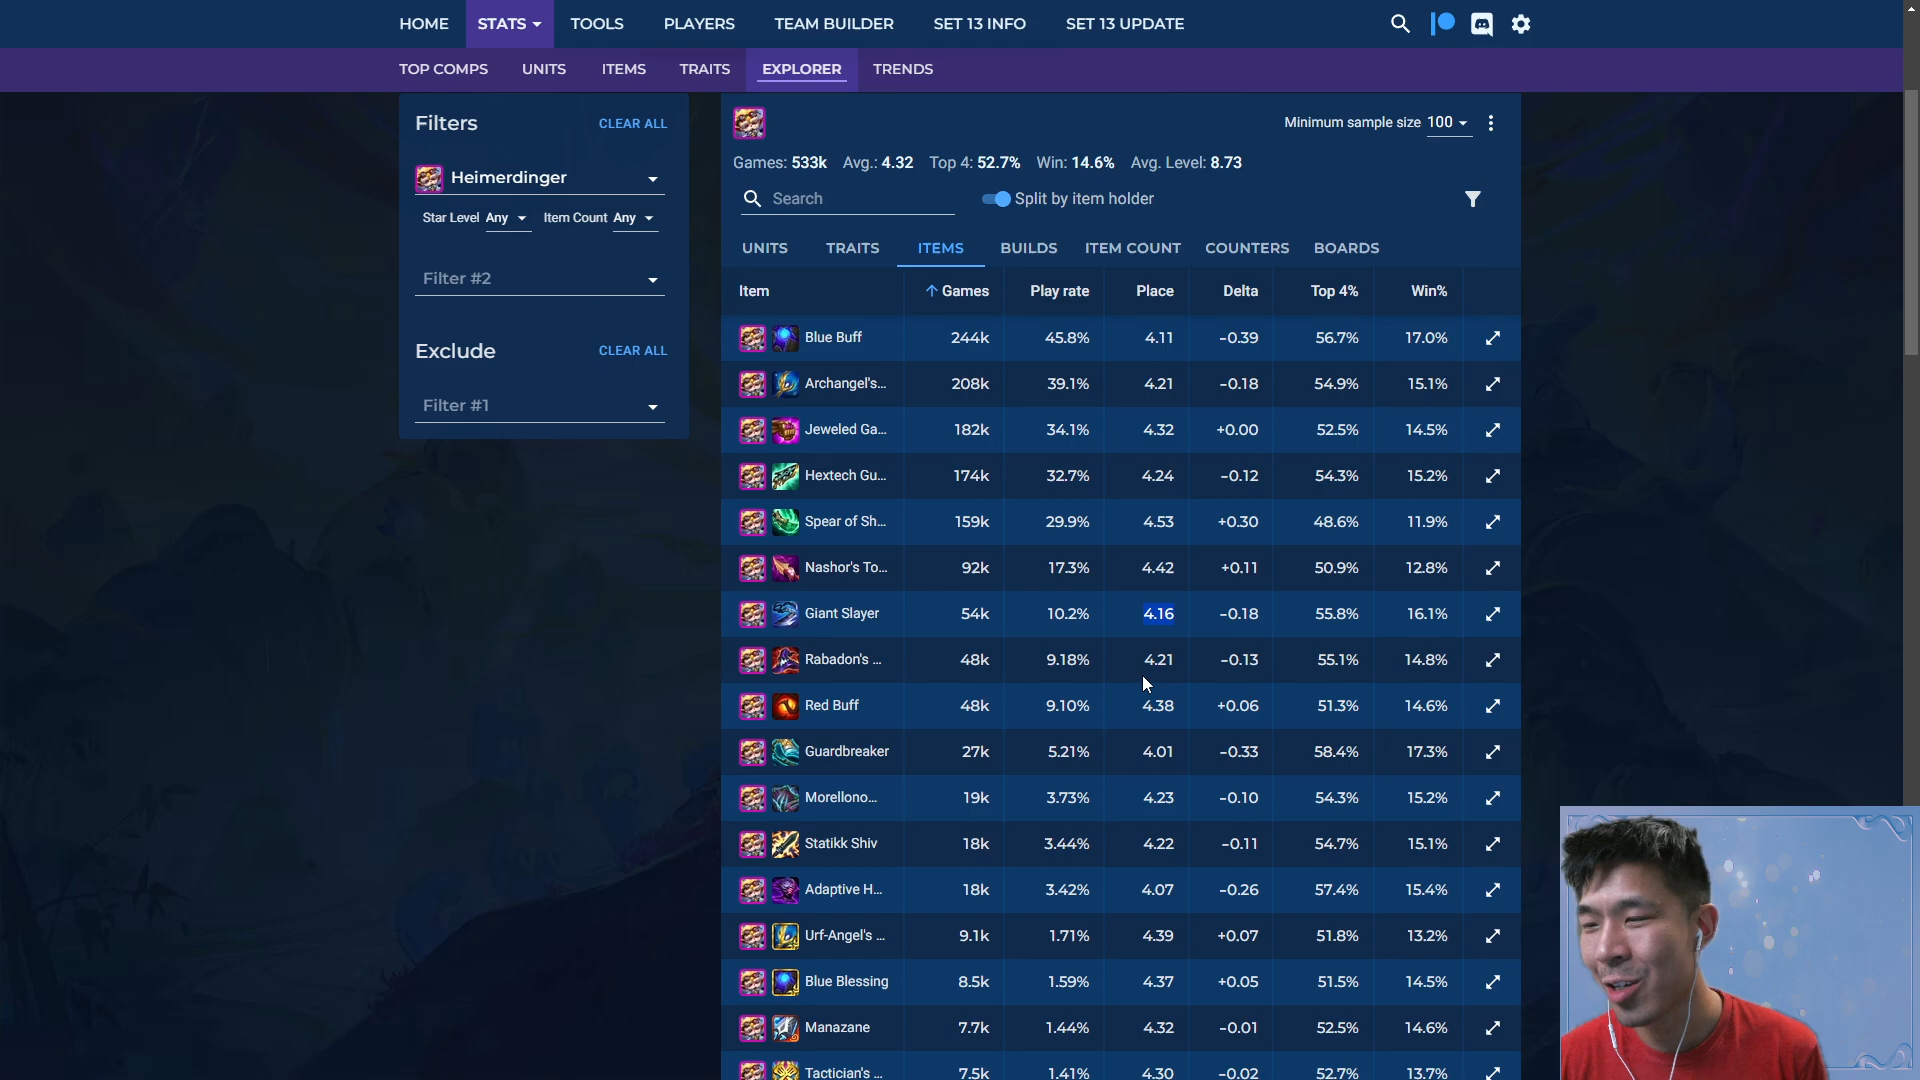 HOME STATS TOOLS PLAYERS TEAM BUILDER SET 13 INFO SET 13 UPDATE
TOP COMPS UNITS ITEMS TRAITS EXPLORER TRENDS
Filters CLEAR ALL
Heimerdinger
Star Level Any Item Count Any
Filter #2
Exclude CLEAR ALL
Filter #1
Minimum sample size 100
Games: 533k Avg.: 4.32 Top 4: 52.7% Win: 14.6% Avg. Level: 8.73
Search Split by item holder
UNITS TRAITS ITEMS BUILDS ITEM COUNT COUNTERS BOARDS
Item Games Play rate Place Delta Top 4% Win%
Blue Buff 244k 45.8% 4.11 -0.39 56.7% 17.0%
Archangel's... 208k 39.1% 4.21 -0.18 54.9% 15.1%
Jeweled Ga... 182k 34.1% 4.32 +0.00 52.5% 14.5%
Hextech Gu... 174k 32.7% 4.24 -0.12 54.3% 15.2%
Spear of Sh... 159k 29.9% 4.53 +0.30 48.6% 11.9%
Nashor's To... 92k 17.3% 4.42 +0.11 50.9% 12.8%
Giant Slayer 54k 10.2% 4.16 -0.18 55.8% 16.1%
Rabadon's ... 48k 9.18% 4.21 -0.13 55.1% 14.8%
Red Buff 48k 9.10% 4.38 +0.06 51.3% 14.6%
Guardbreaker 27k 5.21% 4.01 -0.33 58.4% 17.3%
Morellono... 19k 3.73% 4.23 -0.10 54.3% 15.2%
Statikk Shiv 18k 3.44% 4.22 -0.11 54.7% 15.1%
Adaptive H... 18k 3.42% 4.07 -0.26 57.4% 15.4%
Urf-Angel's ... 9.1k 1.71% 4.39 +0.07 51.8% 13.2%
Blue Blessing 8.5k 1.59% 4.37 +0.05 51.5% 14.5%
Manazane 7.7k 1.44% 4.32 -0.01 52.5% 14.6%
Tactician's ... 7.5k 1.41% 4.30 -0.02 52.7% 13.7%